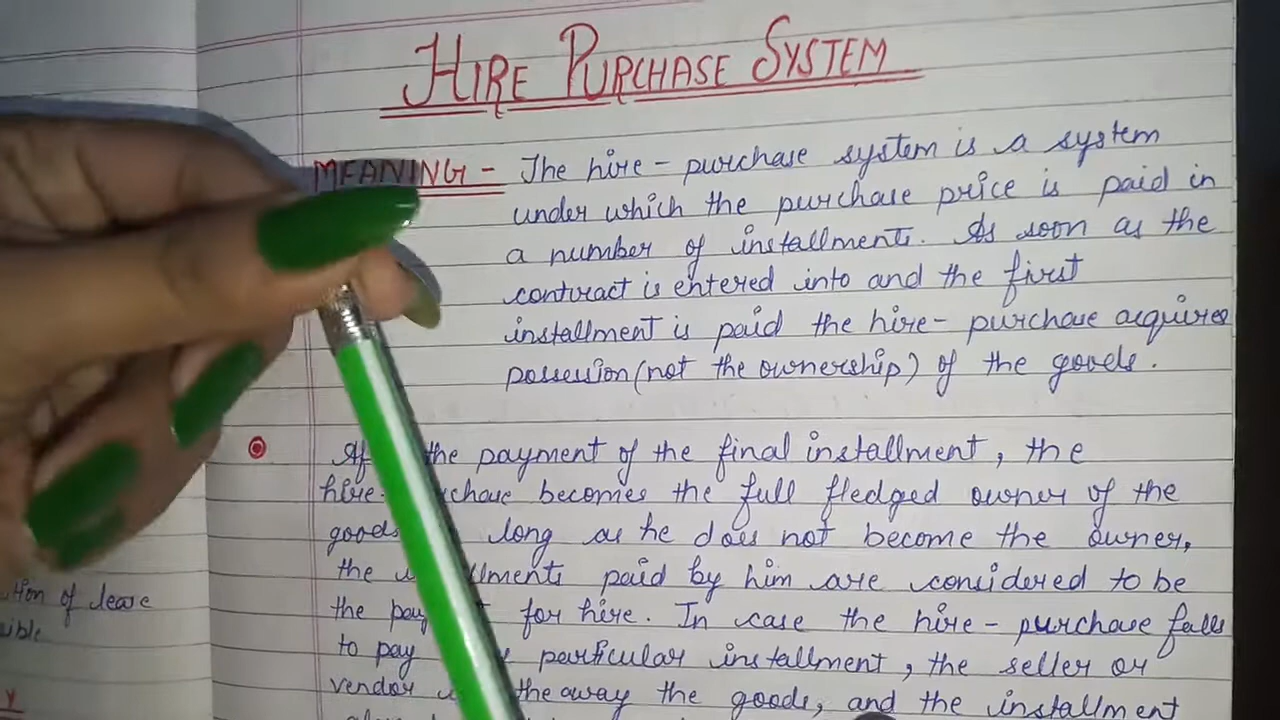 HIRE PURCHASE SYSTEM
MEANING - The hire - purchase system is a system
under which the purchase price is paid in
a number of installments. As soon as the
contract is entered into and the first
installment is paid the hire - purchase acquires
possession (not the ownership) of the goods.
the payment of the final installment, the
hire- becomes the full fledged owner of the
goods long as he does not become the owner,
the paid by him are considered to be
the for hire. In case the hire - purchase falls
to pay particular installment, the seller or
vendor the away the goods, and the installment
of lease
Y